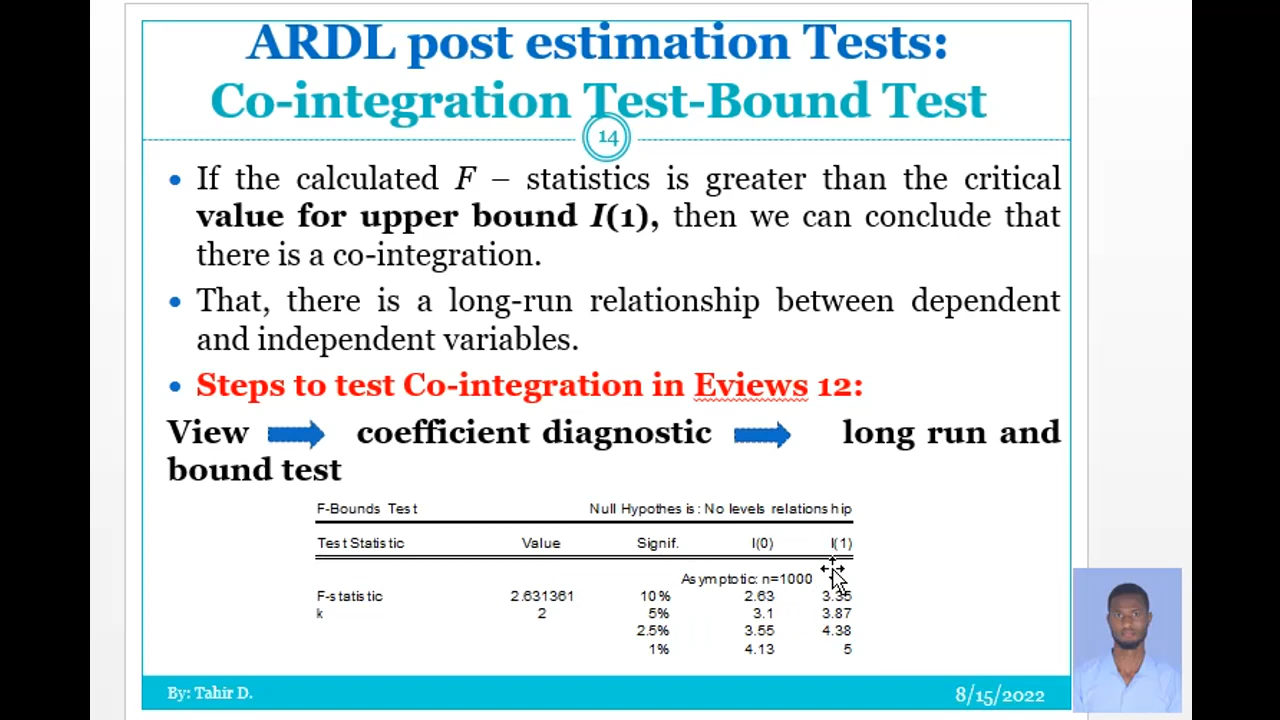 ARDL post estimation Tests:
Co-integration Test-Bound Test
14
• If the calculated F – statistics is greater than the critical
value for upper bound I(1), then we can conclude that
there is a co-integration.
• That, there is a long-run relationship between dependent
and independent variables.
• Steps to test Co-integration in Eviews 12:
View coefficient diagnostic long run and
bound test
F-Bounds Test Null Hypothesis: No levels relationship
Test Statistic Value Signif. I(0) I(1)
Asymptotic: n=1000
F-statistic 2.631361 10% 2.63 3.35
k 2 5% 3.1 3.87
2.5% 3.55 4.38
1% 4.13 5
By: Tahir D. 8/15/2022